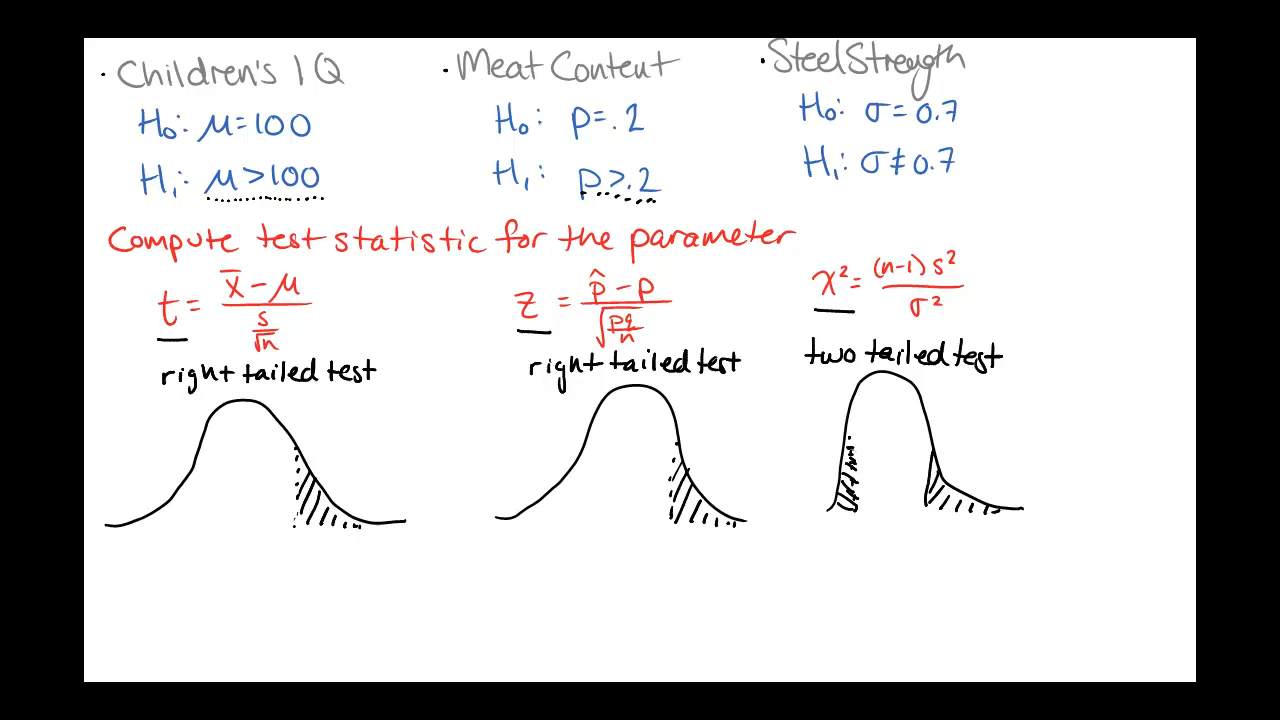 · Children's IQ
H₀: μ=100
H₁: μ>100
· Meat Content
H₀: p=.2
H₁: p>.2
· Steel Strength
H₀: σ=0.7
H₁: σ≠0.7
Compute test statistic for the parameter
t = (x̄ - μ) / (s/√n)
right tailed test
z = (p̂ - p) / √(pq/n)
right tailed test
χ² = (n-1)s² / σ²
two tailed test